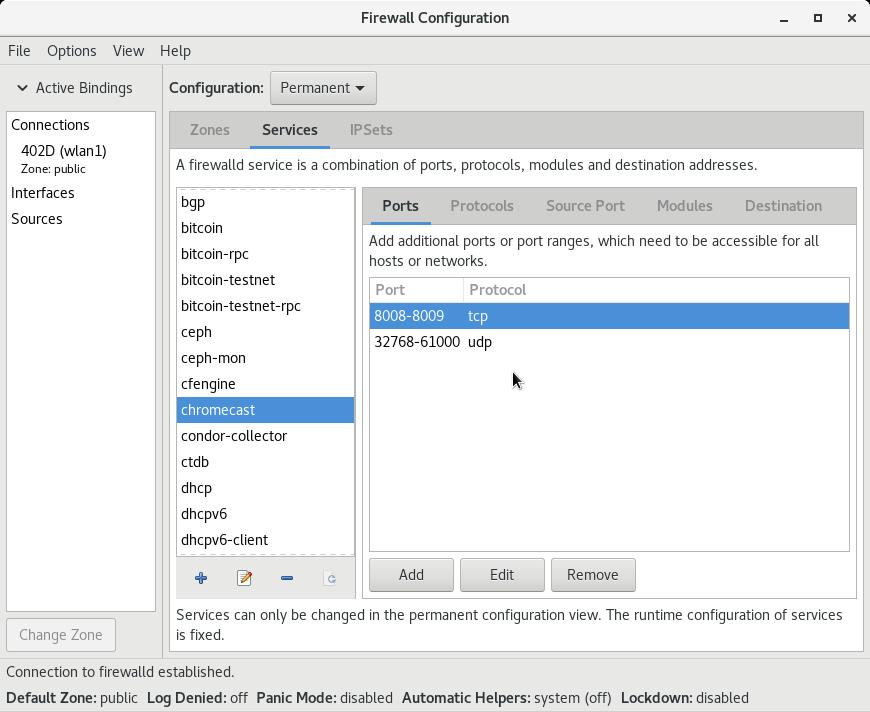 Firewall Configuration
File Options View Help
Active Bindings
Configuration: Permanent
Connections
402D (wlan1)
Zone: public
Interfaces
Sources
Change Zone
Zones Services IPSets
A firewalld service is a combination of ports, protocols, modules and destination addresses.
bgp
bitcoin
bitcoin-rpc
bitcoin-testnet
bitcoin-testnet-rpc
ceph
ceph-mon
cfengine
chromecast
condor-collector
ctdb
dhcp
dhcpv6
dhcpv6-client
Ports Protocols Source Port Modules Destination
Add additional ports or port ranges, which need to be accessible for all
hosts or networks.
Port Protocol
8008-8009 tcp
32768-61000 udp
Add Edit Remove
Services can only be changed in the permanent configuration view. The runtime configuration of services
is fixed.
Connection to firewalld established.
Default Zone: public Log Denied: off Panic Mode: disabled Automatic Helpers: system (off) Lockdown: disabled